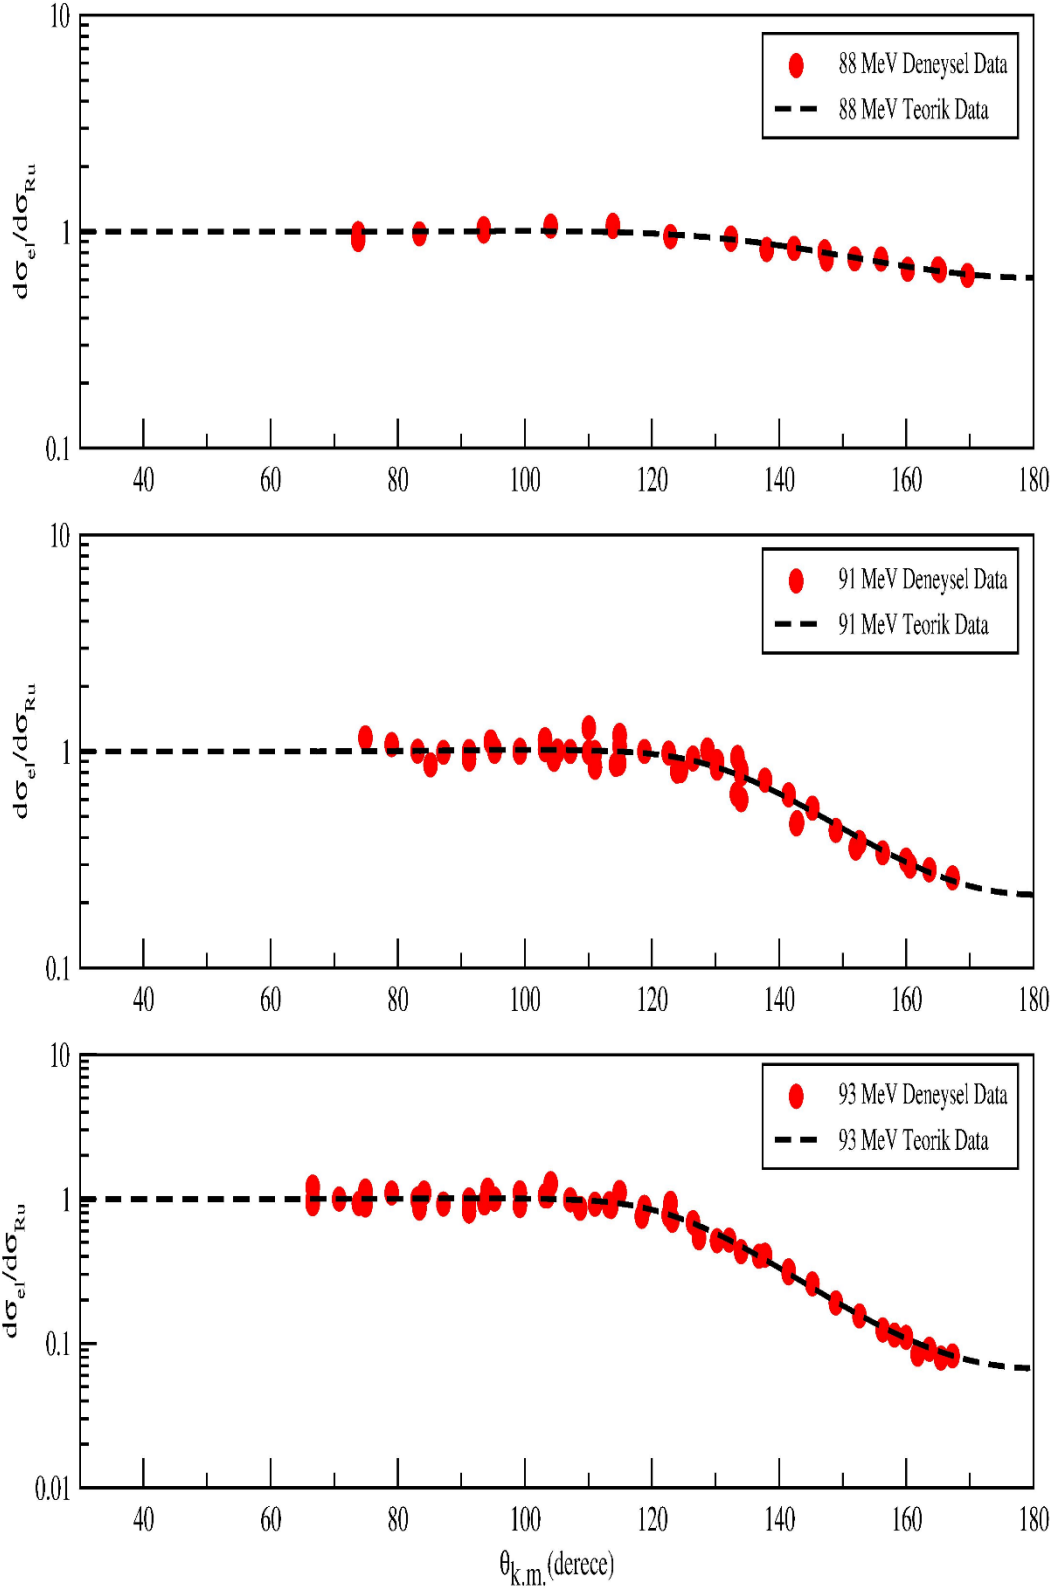 10
88 MeV Deneysel Data
88 MeV Teorik Data
dσel/dσRu
1
0.1
40 60 80 100 120 140 160 180
10
91 MeV Deneysel Data
91 MeV Teorik Data
dσel/dσRu
1
0.1
40 60 80 100 120 140 160 180
10
93 MeV Deneysel Data
93 MeV Teorik Data
1
dσel/dσRu
0.1
0.01
40 60 80 100 120 140 160 180
θk.m.(derece)